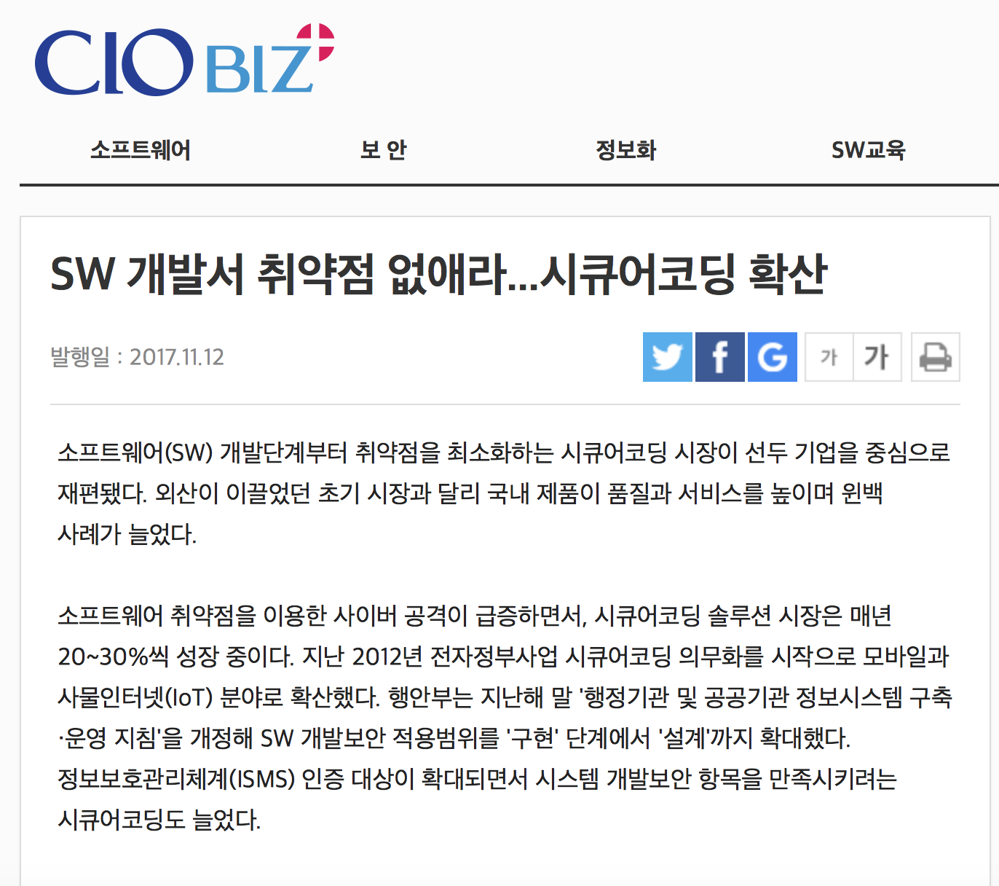 CIO BIZ
소프트웨어
보 안
정보화
SW교육
SW 개발서 취약점 없애라...시큐어코딩 확산
발행일 : 2017.11.12
f
G
가
가
소프트웨어(SW) 개발단계부터 취약점을 최소화하는 시큐어코딩 시장이 선두 기업을 중심으로
재편됐다. 외산이 이끌었던 초기 시장과 달리 국내 제품이 품질과 서비스를 높이며 윈백
사례가 늘었다.
소프트웨어 취약점을 이용한 사이버 공격이 급증하면서, 시큐어코딩 솔루션 시장은 매년
20~30%씩 성장 중이다. 지난 2012년 전자정부사업 시큐어코딩 의무화를 시작으로 모바일과
사물인터넷(IoT) 분야로 확산했다. 행안부는 지난해 말 '행정기관 및 공공기관 정보시스템 구축
·운영 지침'을 개정해 SW 개발보안 적용범위를 '구현' 단계에서 '설계'까지 확대했다.
정보보호관리체계(ISMS) 인증 대상이 확대되면서 시스템 개발보안 항목을 만족시키려는
시큐어코딩도 늘었다.